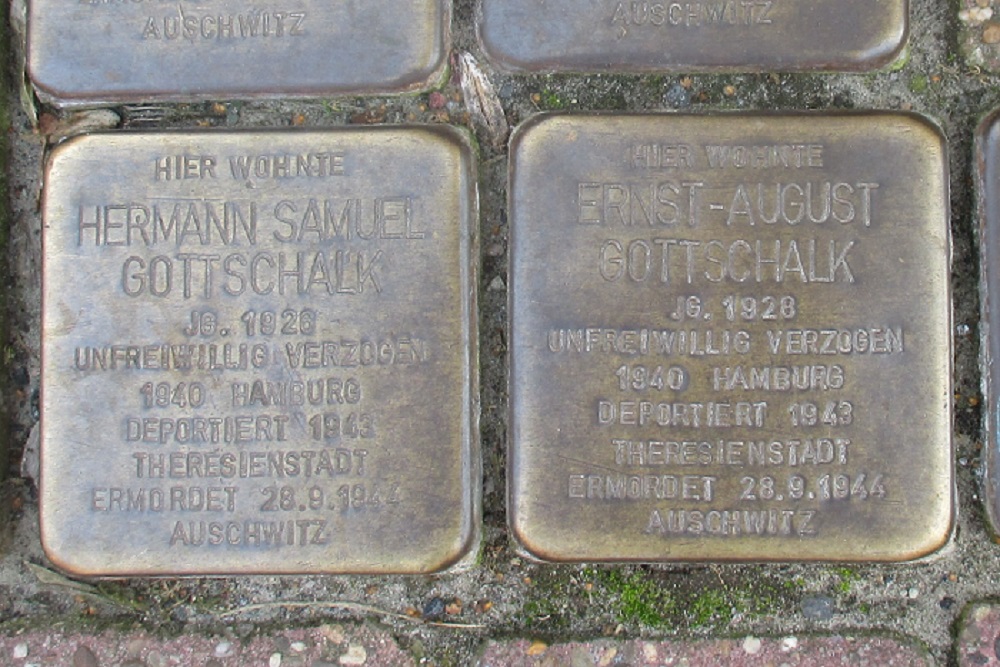 AUSCHWITZ
AUSCHWITZ
HIER WOHNTE
HERMANN SAMUEL
GOTTSCHALK
JG. 1926
UNFREIWILLIG VERZOGEN
1940 HAMBURG
DEPORTIERT 1943
THERESIENSTADT
ERMORDET 28.9.1944
AUSCHWITZ
HIER WOHNTE
ERNST-AUGUST
GOTTSCHALK
JG. 1928
UNFREIWILLIG VERZOGEN
1940 HAMBURG
DEPORTIERT 1943
THERESIENSTADT
ERMORDET 28.9.1944
AUSCHWITZ